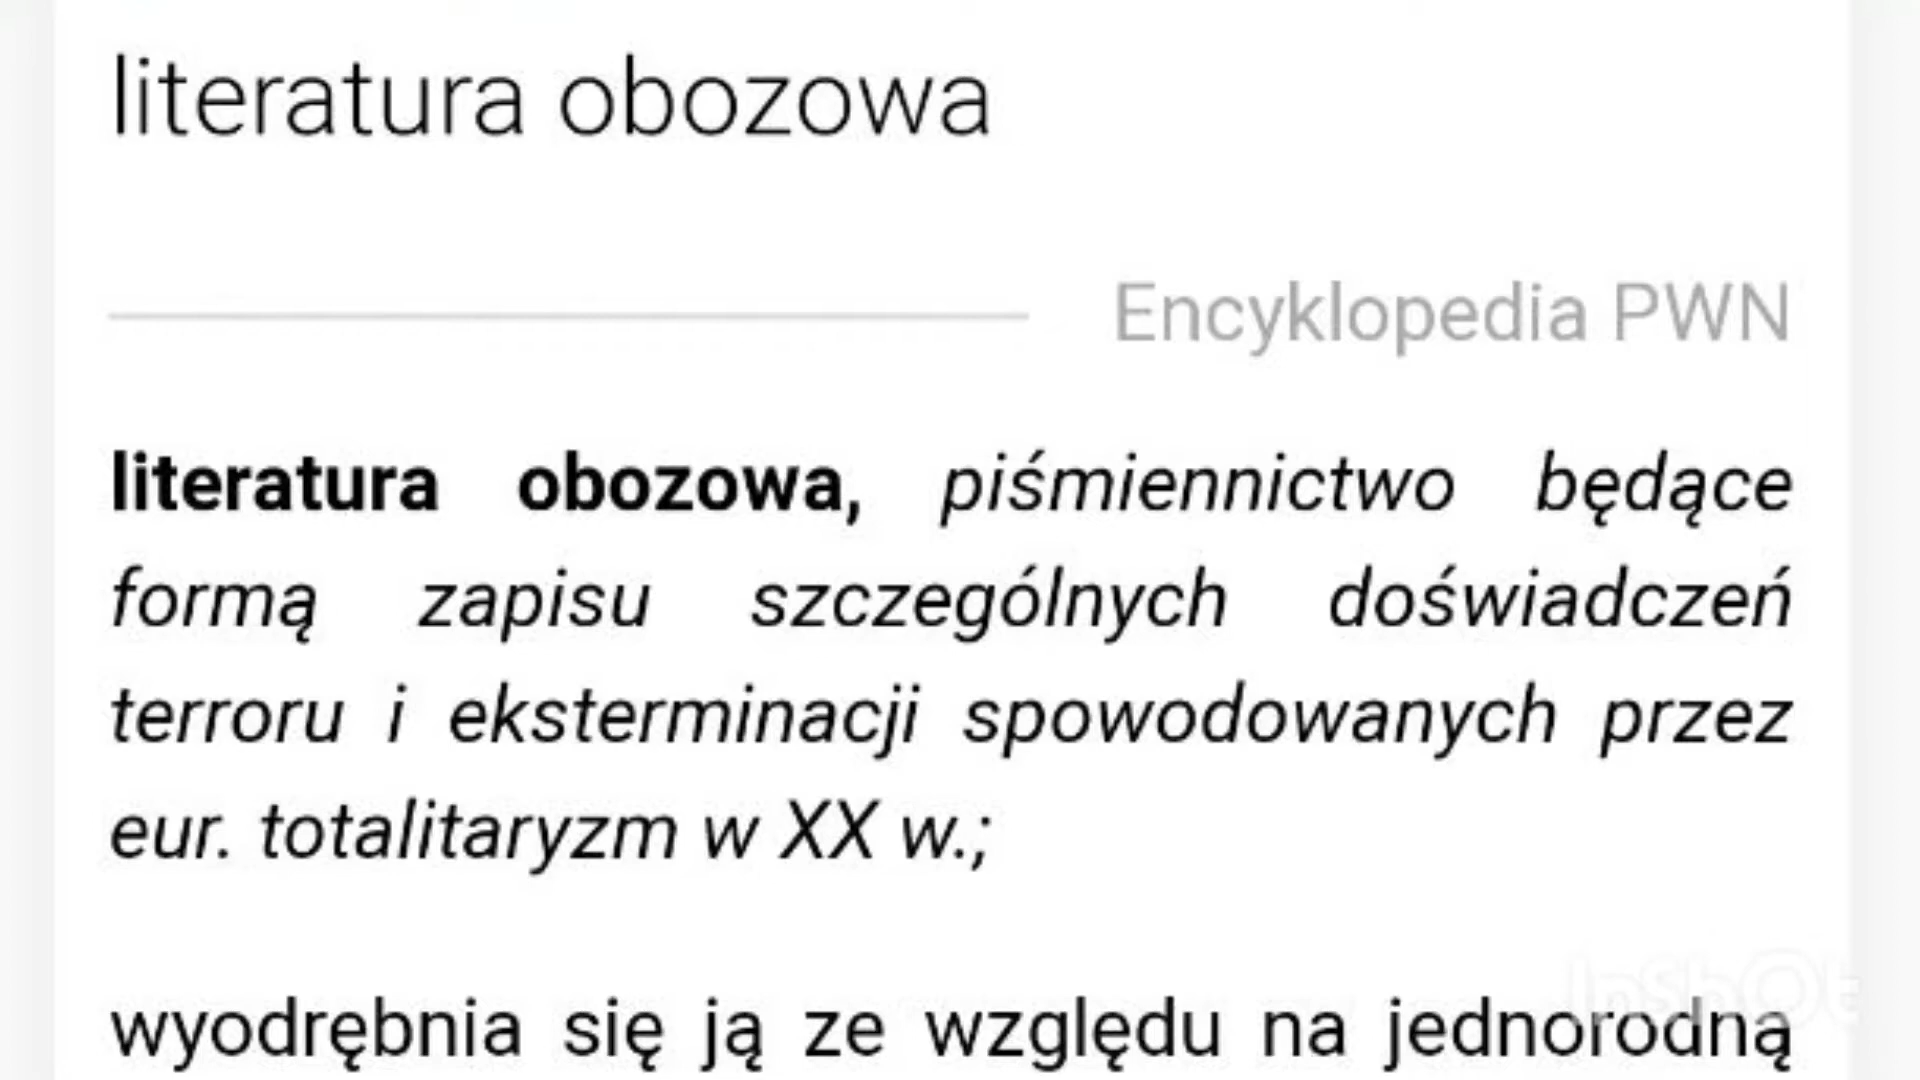 literatura obozowa
Encyklopedia PWN
literatura obozowa, piśmiennictwo będące
formą zapisu szczególnych doświadczeń
terroru i eksterminacji spowodowanych przez
eur. totalitaryzm w XX w.;
InShOt
wyodrębnia się ją ze względu na jednorodną